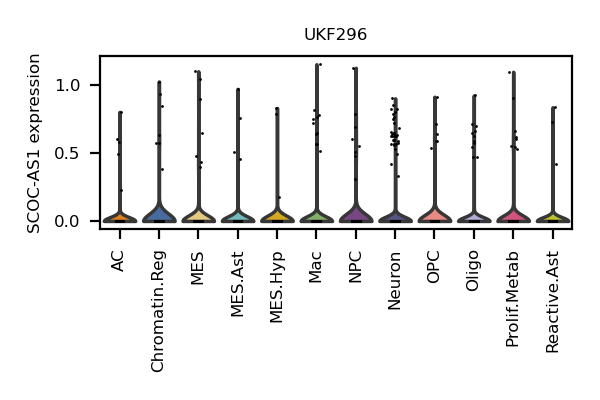 UKF296
SCOC-AS1 expression
1.0
0.5
0.0
AC
Chromatin.Reg
MES
MES.Ast
MES.Hyp
Mac
NPC
Neuron
OPC
Oligo
Prolif.Metab
Reactive.Ast